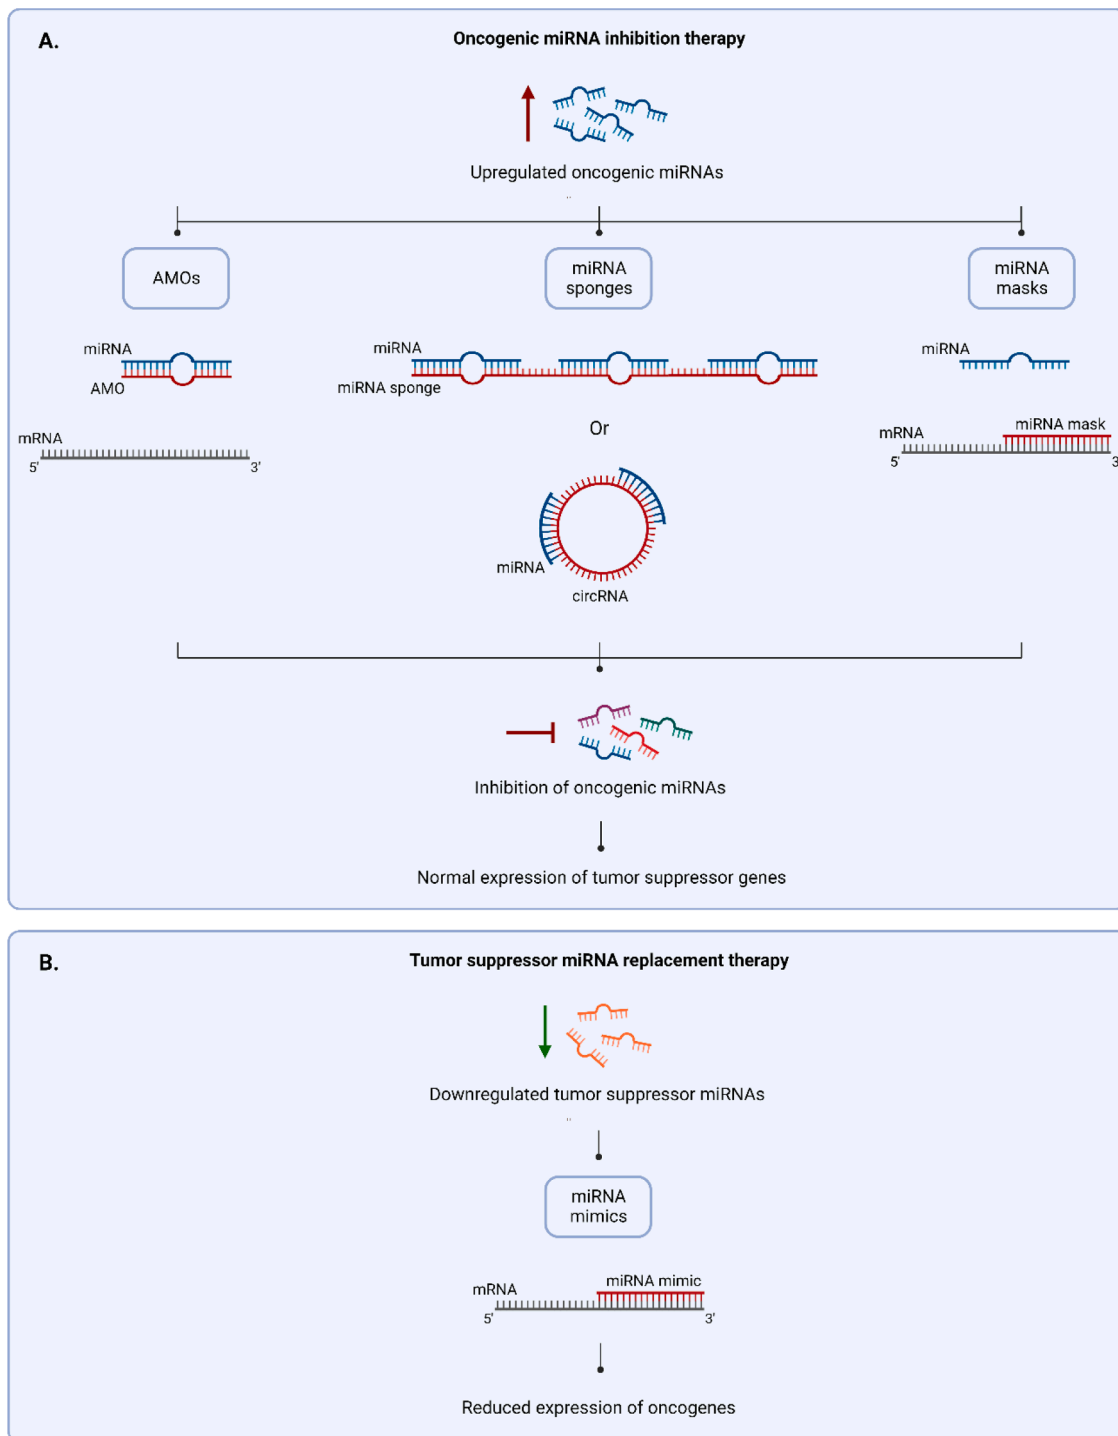 A.
Oncogenic miRNA inhibition therapy
Upregulated oncogenic miRNAs
AMOs
miRNA
sponges
miRNA
masks
miRNA
AMO
mRNA
5'
3'
miRNA
miRNA sponge
Or
miRNA
circRNA
miRNA
miRNA mask
mRNA
5'
3'
Inhibition of oncogenic miRNAs
Normal expression of tumor suppressor genes
B.
Tumor suppressor miRNA replacement therapy
Downregulated tumor suppressor miRNAs
miRNA
mimics
miRNA mimic
mRNA
5'
3'
Reduced expression of oncogenes